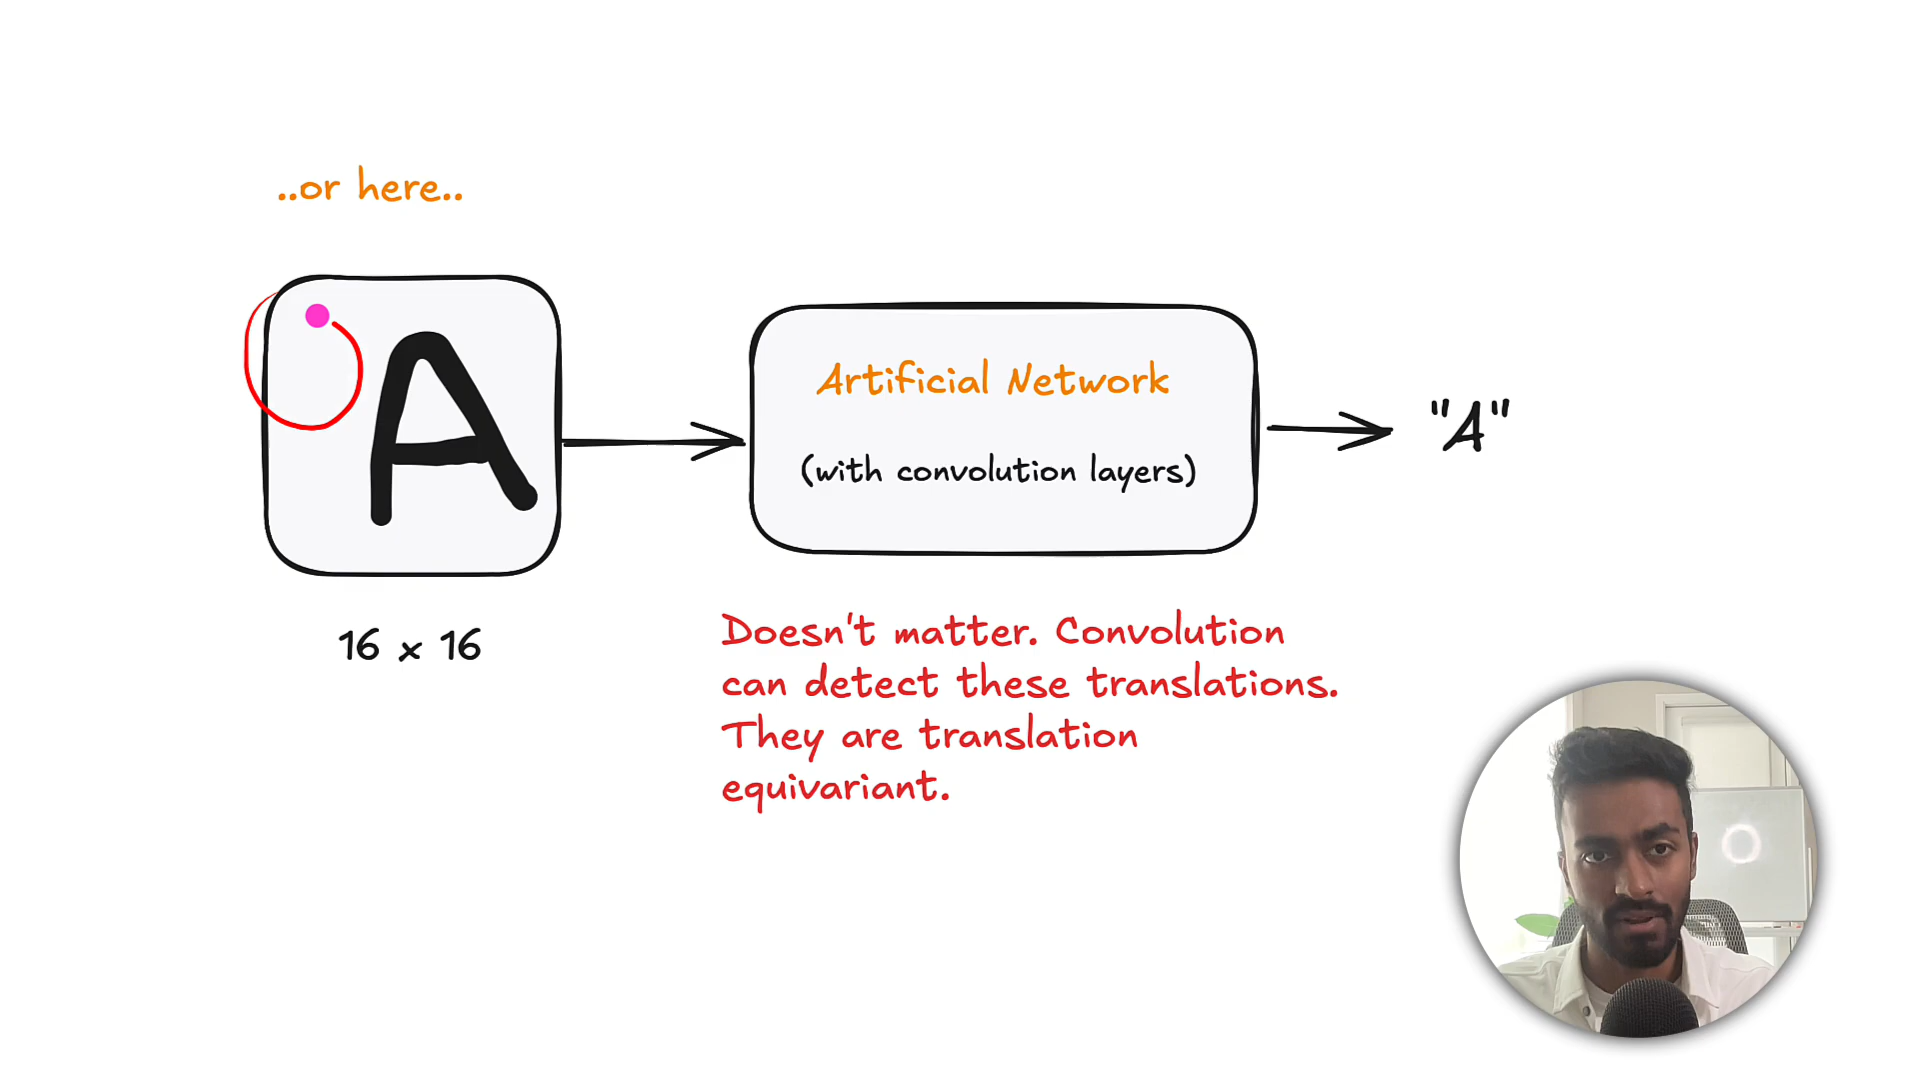 ..or here..
A
Artificial Network
(with convolution layers)
"A"
16 x 16
Doesn't matter. Convolution
can detect these translations.
They are translation
equivariant.